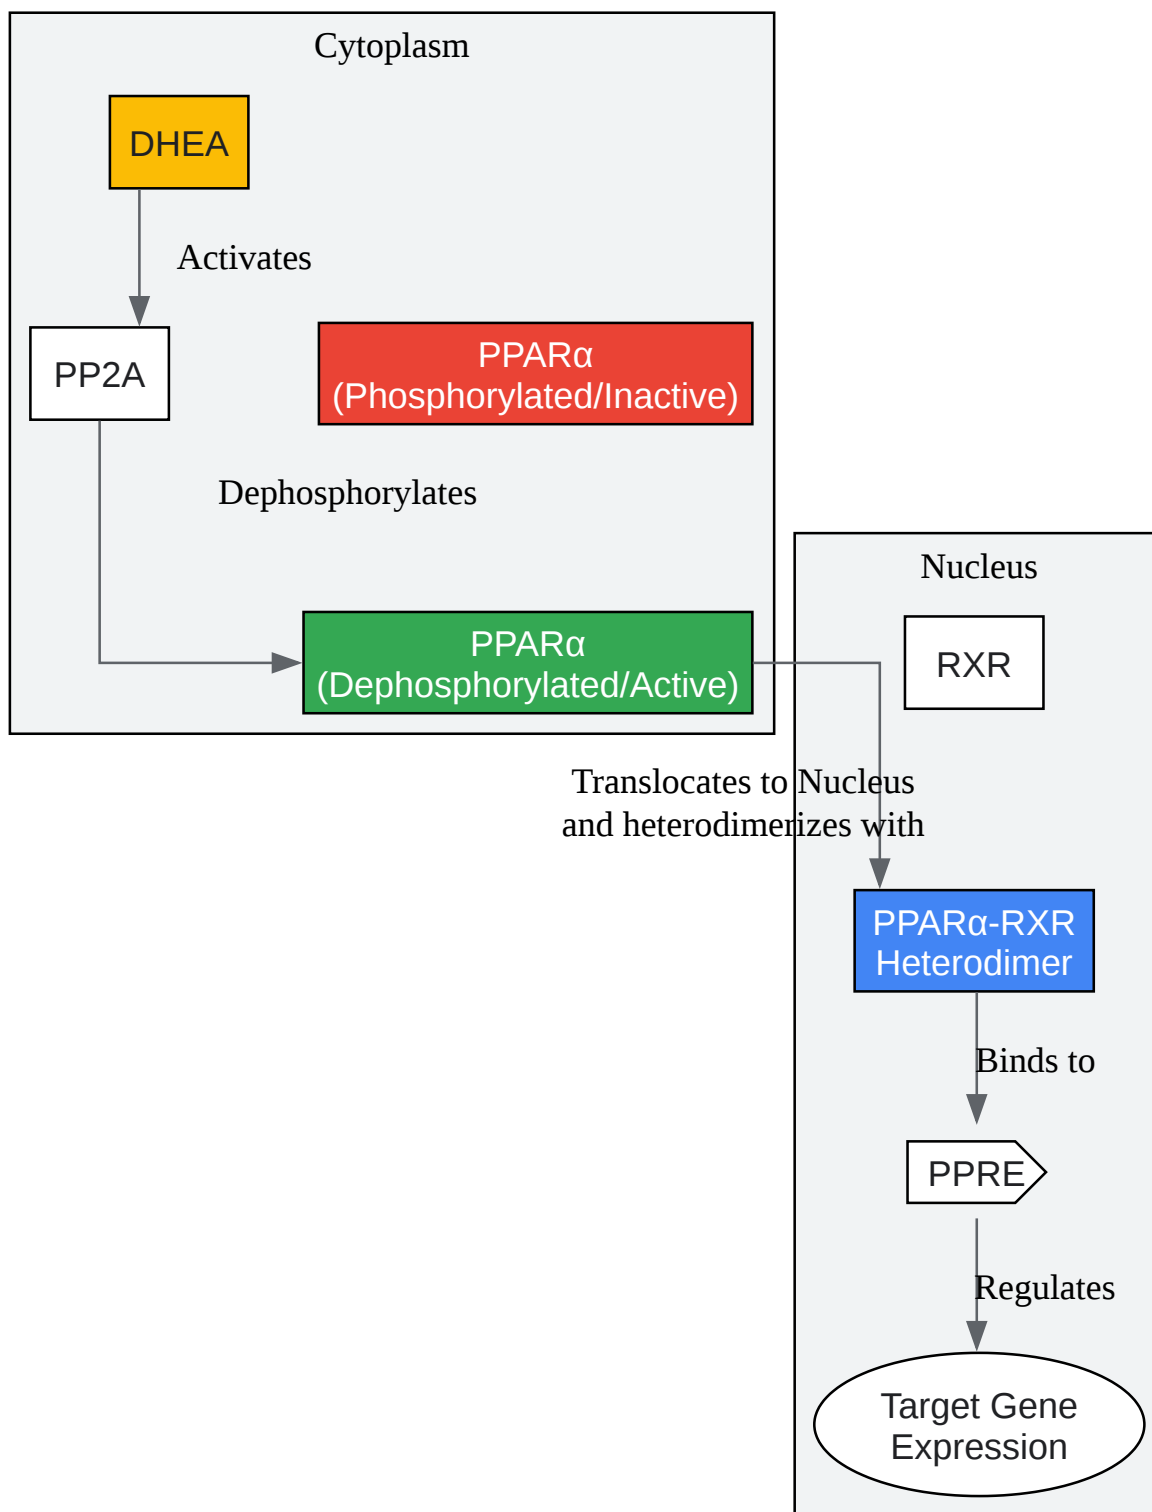 Cytoplasm
DHEA
Activates
PP2A
PPARα
(Phosphorylated/Inactive)
Dephosphorylates
PPARα
(Dephosphorylated/Active)
Nucleus
RXR
Translocates to Nucleus
and heterodimerizes with
PPARα-RXR
Heterodimer
Binds to
PPRE
Regulates
Target Gene
Expression